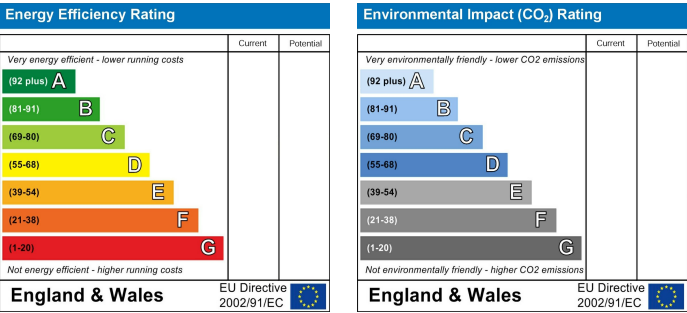 Energy Efficiency Rating
Current Potential
Very energy efficient - lower running costs
(92 plus) A
(81-91) B
(69-80) C
(55-68) D
(39-54) E
(21-38) F
(1-20) G
Not energy efficient - higher running costs
England & Wales
EU Directive
2002/91/EC
Environmental Impact (CO₂) Rating
Current Potential
Very environmentally friendly - lower CO2 emissions
(92 plus) A
(81-91) B
(69-80) C
(55-68) D
(39-54) E
(21-38) F
(1-20) G
Not environmentally friendly - higher CO2 emissions
England & Wales
EU Directive
2002/91/EC